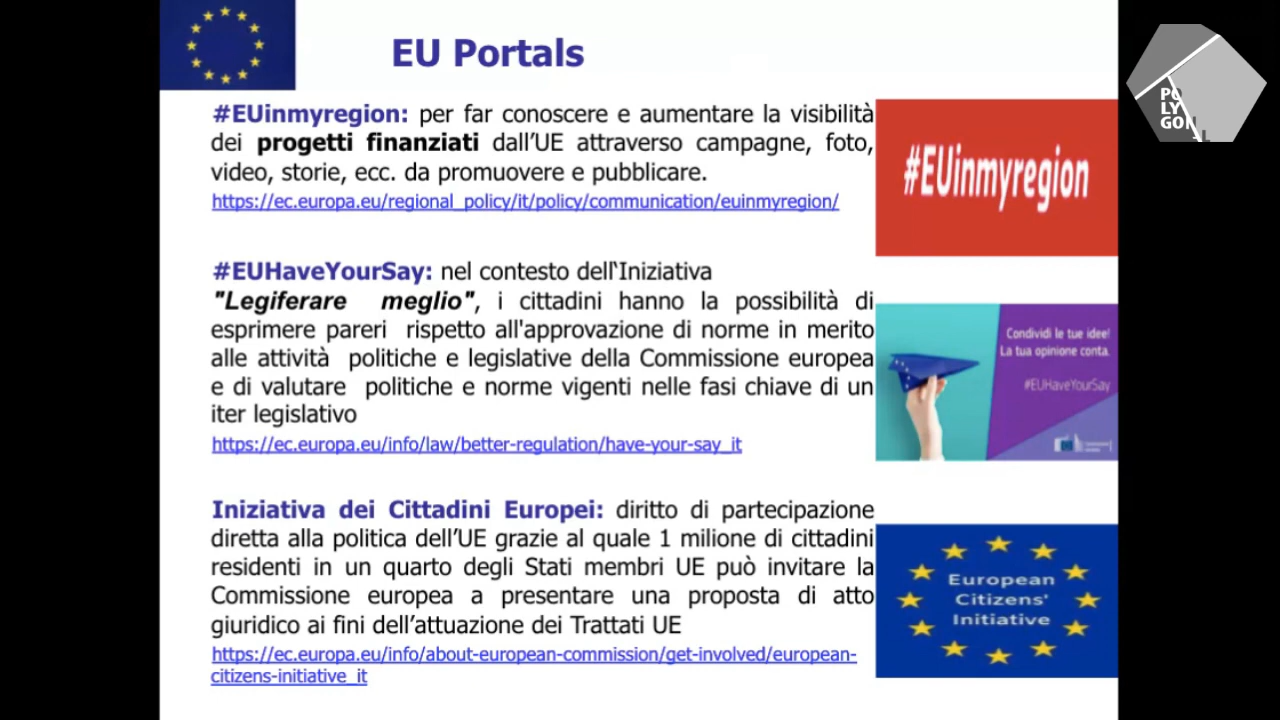 EU Portals
#EUinmyregion: per far conoscere e aumentare la visibilità
dei progetti finanziati dall’UE attraverso campagne, foto,
video, storie, ecc. da promuovere e pubblicare.
https://ec.europa.eu/regional_policy/it/policy/communication/euinmyregion/
#EUinmyregion
#EUHaveYourSay: nel contesto dell‘Iniziativa
"Legiferare meglio", i cittadini hanno la possibilità di
esprimere pareri rispetto all'approvazione di norme in merito
alle attività politiche e legislative della Commissione europea
e di valutare politiche e norme vigenti nelle fasi chiave di un
iter legislativo
https://ec.europa.eu/info/law/better-regulation/have-your-say_it
Condividi le tue idee!
La tua opinione conta.
#EUHaveYourSay
Iniziativa dei Cittadini Europei: diritto di partecipazione
diretta alla politica dell’UE grazie al quale 1 milione di cittadini
residenti in un quarto degli Stati membri UE può invitare la
Commissione europea a presentare una proposta di atto
giuridico ai fini dell’attuazione dei Trattati UE
https://ec.europa.eu/info/about-european-commission/get-involved/european-
citizens-initiative_it
European
Citizens'
Initiative
PO
LY
GON
AL